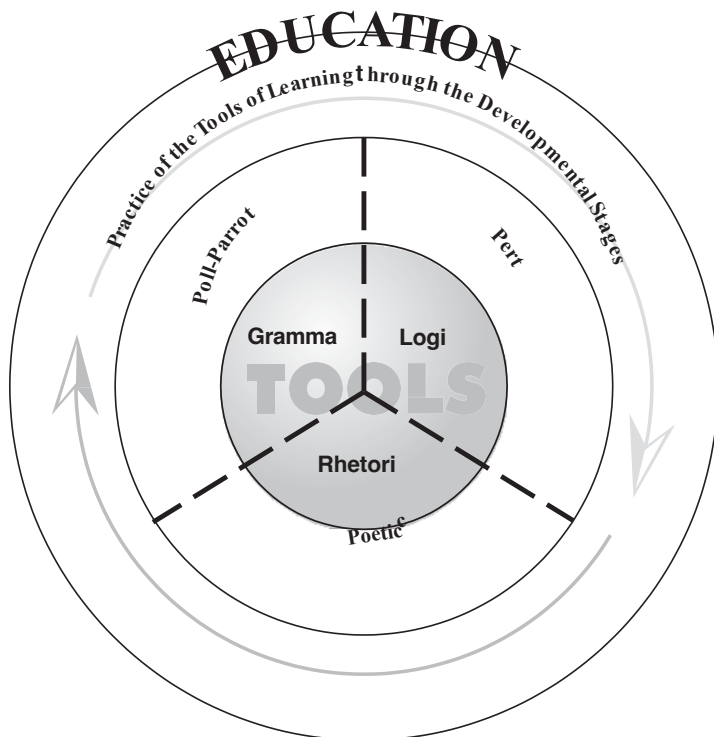 EDUCATION
Practice of the Tools of Learning through the Developmental Stages
Poll-Parrot
Pert
Gramma
Logi
TOOLS
Rhetori
c
Poetic